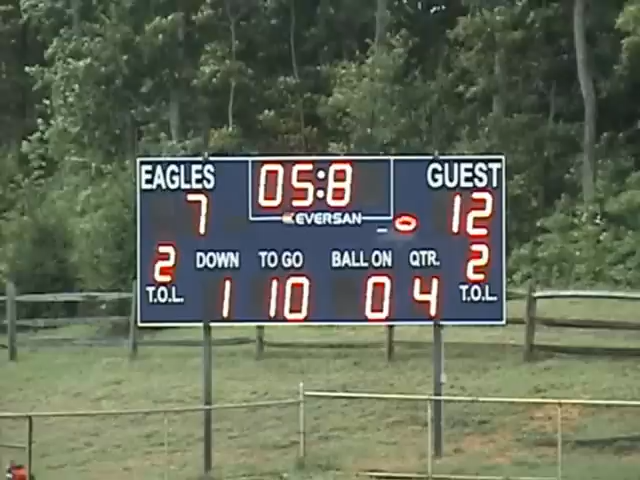 EAGLES 05:8 GUEST
7 EVERSAN 12
2 DOWN TO GO BALL ON QTR. 2
T.O.L. 1 10 0 4 T.O.L.